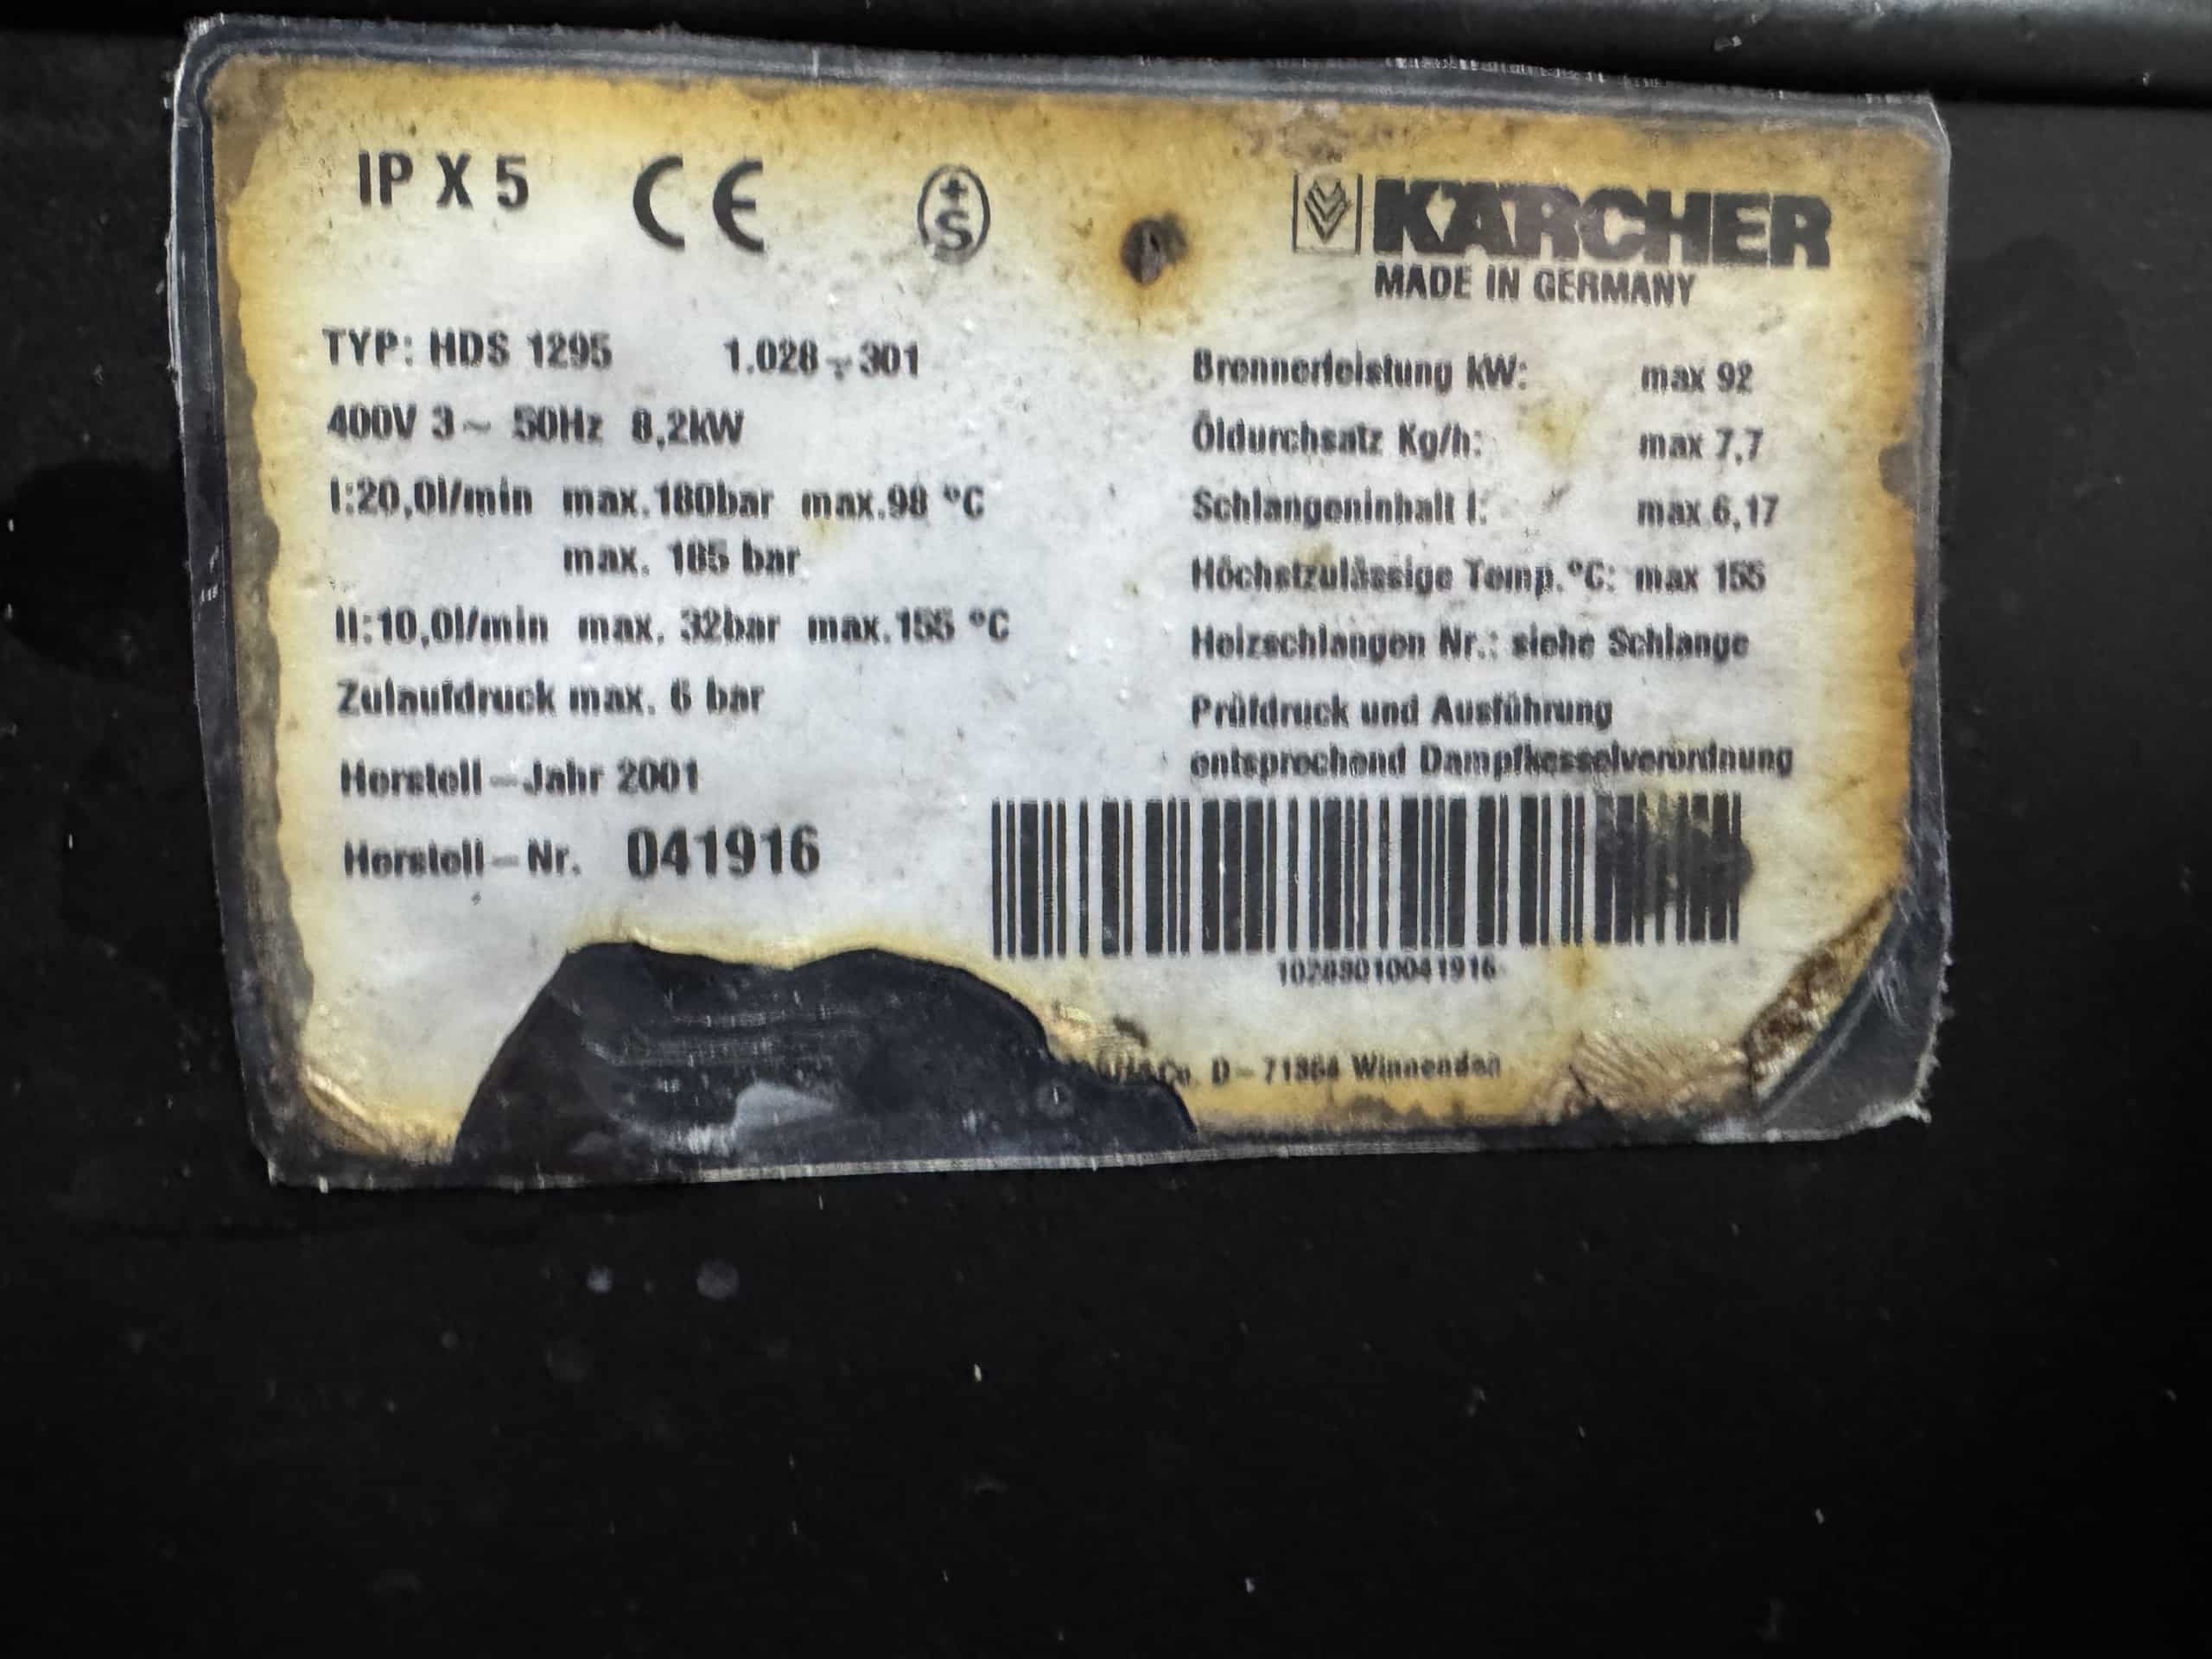 IP X 5 CE +S
KÄRCHER
MADE IN GERMANY
TYP: HDS 1295 1.028-301
400V 3~ 50Hz 8,2kW
I:20,0l/min max.180bar max.98 °C
max. 185 bar
II:10,0l/min max. 32bar max.155 °C
Zulaufdruck max. 6 bar
Herstell-Jahr 2001
Herstell-Nr. 041916
Brennerleistung kW: max 92
Öldurchsatz Kg/h: max 7,7
Schlangeninhalt l: max 6,17
Höchstzulässige Temp.°C: max 155
Heizschlangen Nr.: siehe Schlange
Prüfdruck und Ausführung
entsprechend Dampfkesselverordnung
10288010041916
Co. D-71364 Winnenden